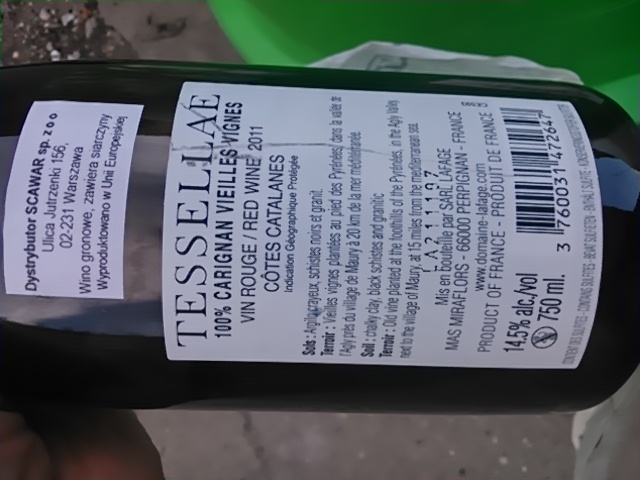 Dystrybutor SCAWAR sp. z o o
Ulica Jutrzenki 156,
02-231 Warszawa
Wino gronowe, zawiera siarczyny
Wyprodukowano w Unii Europejskiej
TESSELLAE
100% CARIGNAN VIEILLES VIGNES
VIN ROUGE / RED WINE 2011
CÔTES CATALANES
Indication Géographique Protégée
Sols : Argilo crayeux, schistes noirs et granit.
Terroir : Vieilles vignes plantées au pied des Pyrénées, dans la vallée de
l'Agly près du village de Maury à 20 km de la mer méditerranée.
Soil : chalky clay, black schistes and granitic
Terroir : Old vine planted at the foothills of the Pyrénées, in the Agly Valley
next to the village of Maury, at 15 miles from the mediterranean sea.
LA211197
Mis en bouteille par SARL LAFAGE
MAS MIRAFLORS - 66000 PERPIGNAN - FRANCE
www.domaine-lafage.com
PRODUCT OF FRANCE - PRODUIT DE FRANCE
14,5% alc./vol
750 ml.
3 760031 472647